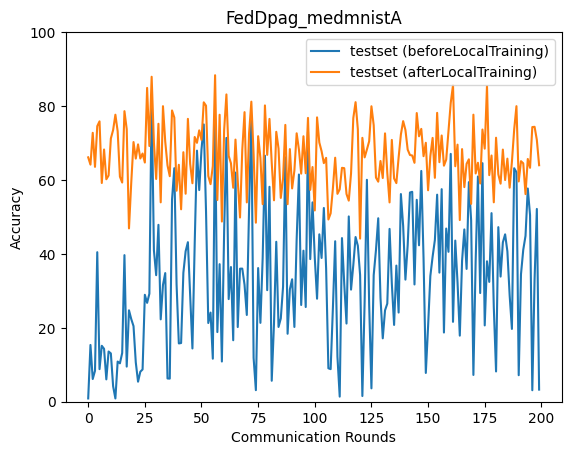 FedDpag_medmnistA
testset (beforeLocalTraining)
testset (afterLocalTraining)
Accuracy
100
80
60
40
20
0
0 25 50 75 100 125 150 175 200
Communication Rounds